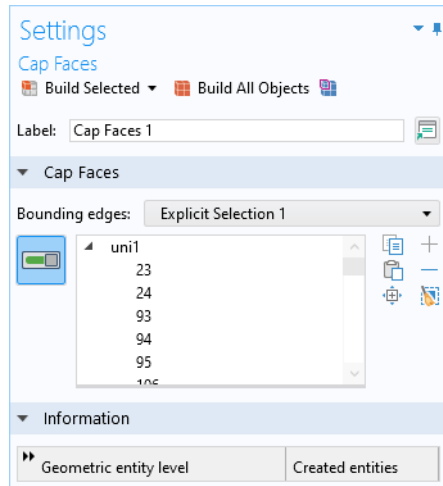 Settings
Cap Faces
Build Selected Build All Objects
Label: Cap Faces 1
Cap Faces
Bounding edges: Explicit Selection 1
uni1
23
24
93
94
95
106
Information
Geometric entity level Created entities